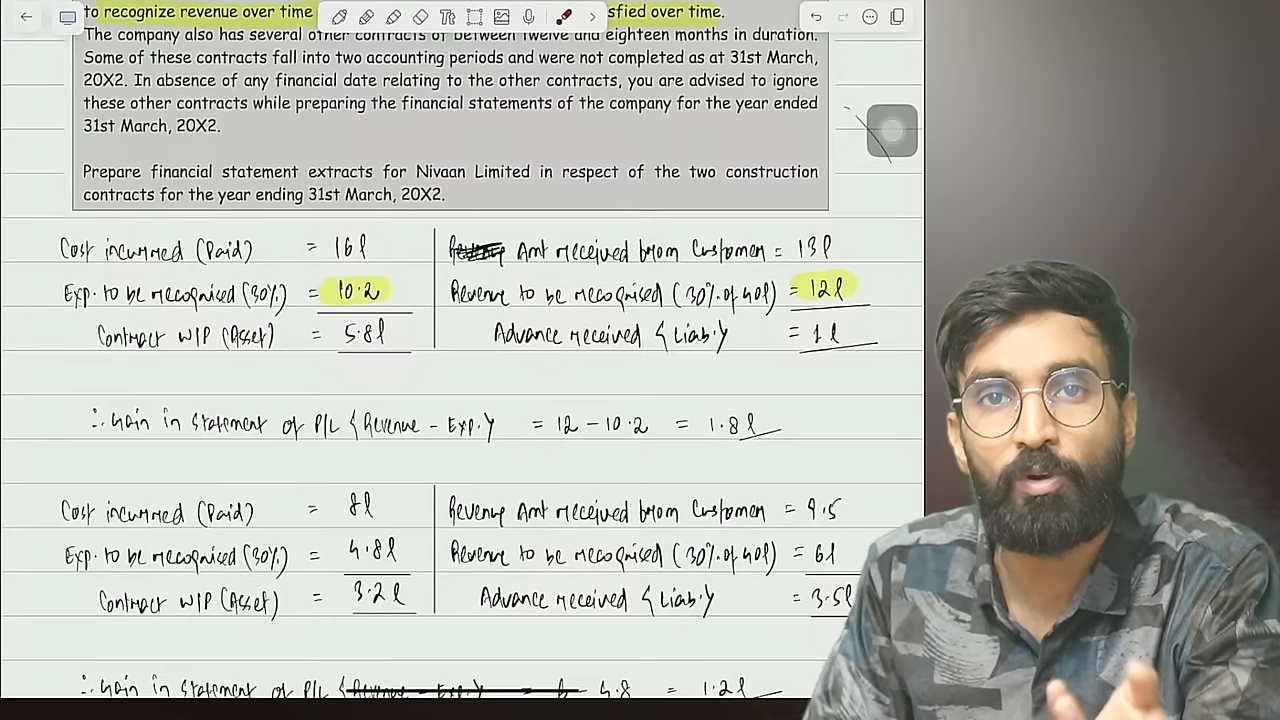 to recognize revenue over time sfied over time.
The company also has several other contracts of between twelve and eighteen months in duration.
Some of these contracts fall into two accounting periods and were not completed as at 31st March,
20X2. In absence of any financial date relating to the other contracts, you are advised to ignore
these other contracts while preparing the financial statements of the company for the year ended
31st March, 20X2.
Prepare financial statement extracts for Nivaan Limited in respect of the two construction
contracts for the year ending 31st March, 20X2.
Cost incurred (Paid) = 16l
Exp. to be recognised (30%) = 10.2
Contract WIP (Asset) = 5.8l
Amt received from Customer = 13l
Revenue to be recognised (30% of 40l) = 12l
Advance received {Liab.} = 1l
∴ Gain in Statement of P/L {Revenue - Exp.} = 12 - 10.2 = 1.8l
Cost incurred (Paid) = 8l
Exp. to be recognised (30%) = 4.8l
Contract WIP (Asset) = 3.2l
Revenue Amt received from Customer = 9.5
Revenue to be recognised (30% of 40l) = 6l
Advance received {Liab.} = 3.5l
∴ Gain in Statement of P/L 4.8 = 1.2l